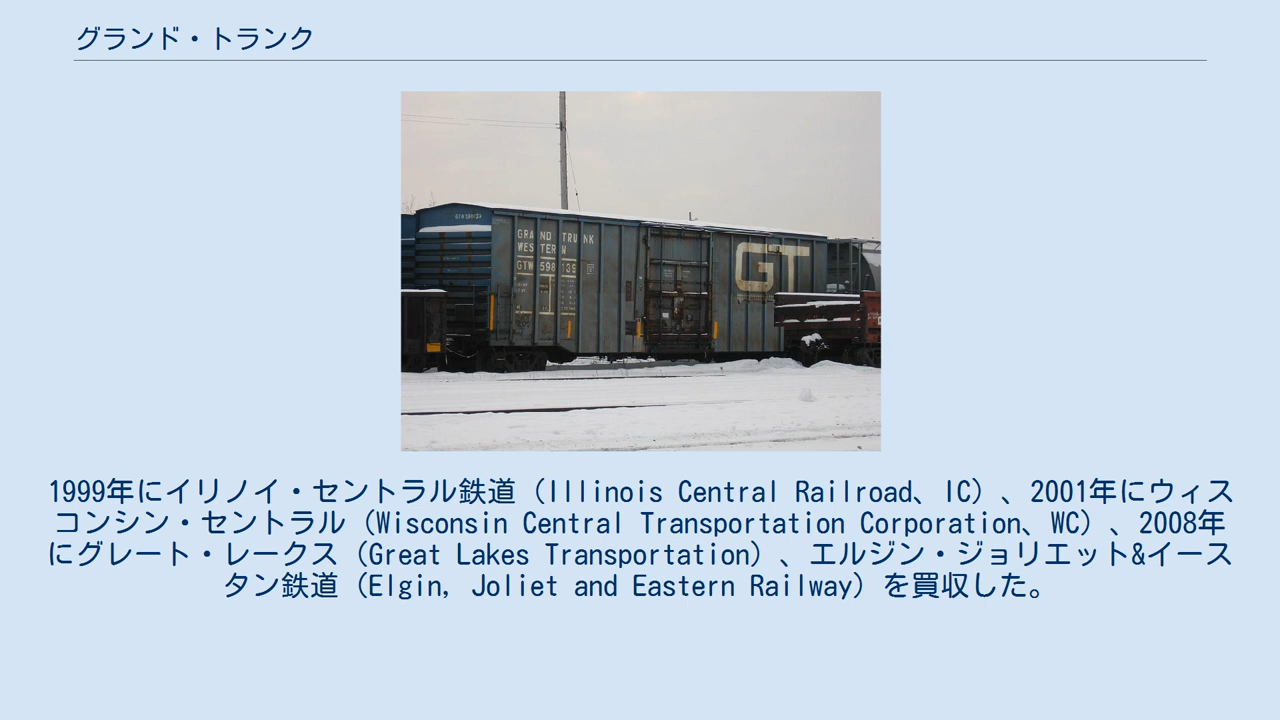 グランド・トランク
GRAND TRUNK
WESTERN
GTW 598139
GT
1999年にイリノイ・セントラル鉄道（Illinois Central Railroad、IC）、2001年にウィス
コンシン・セントラル（Wisconsin Central Transportation Corporation、WC）、2008年
にグレート・レークス（Great Lakes Transportation）、エルジン・ジョリエット&イース
タン鉄道（Elgin, Joliet and Eastern Railway）を買収した。